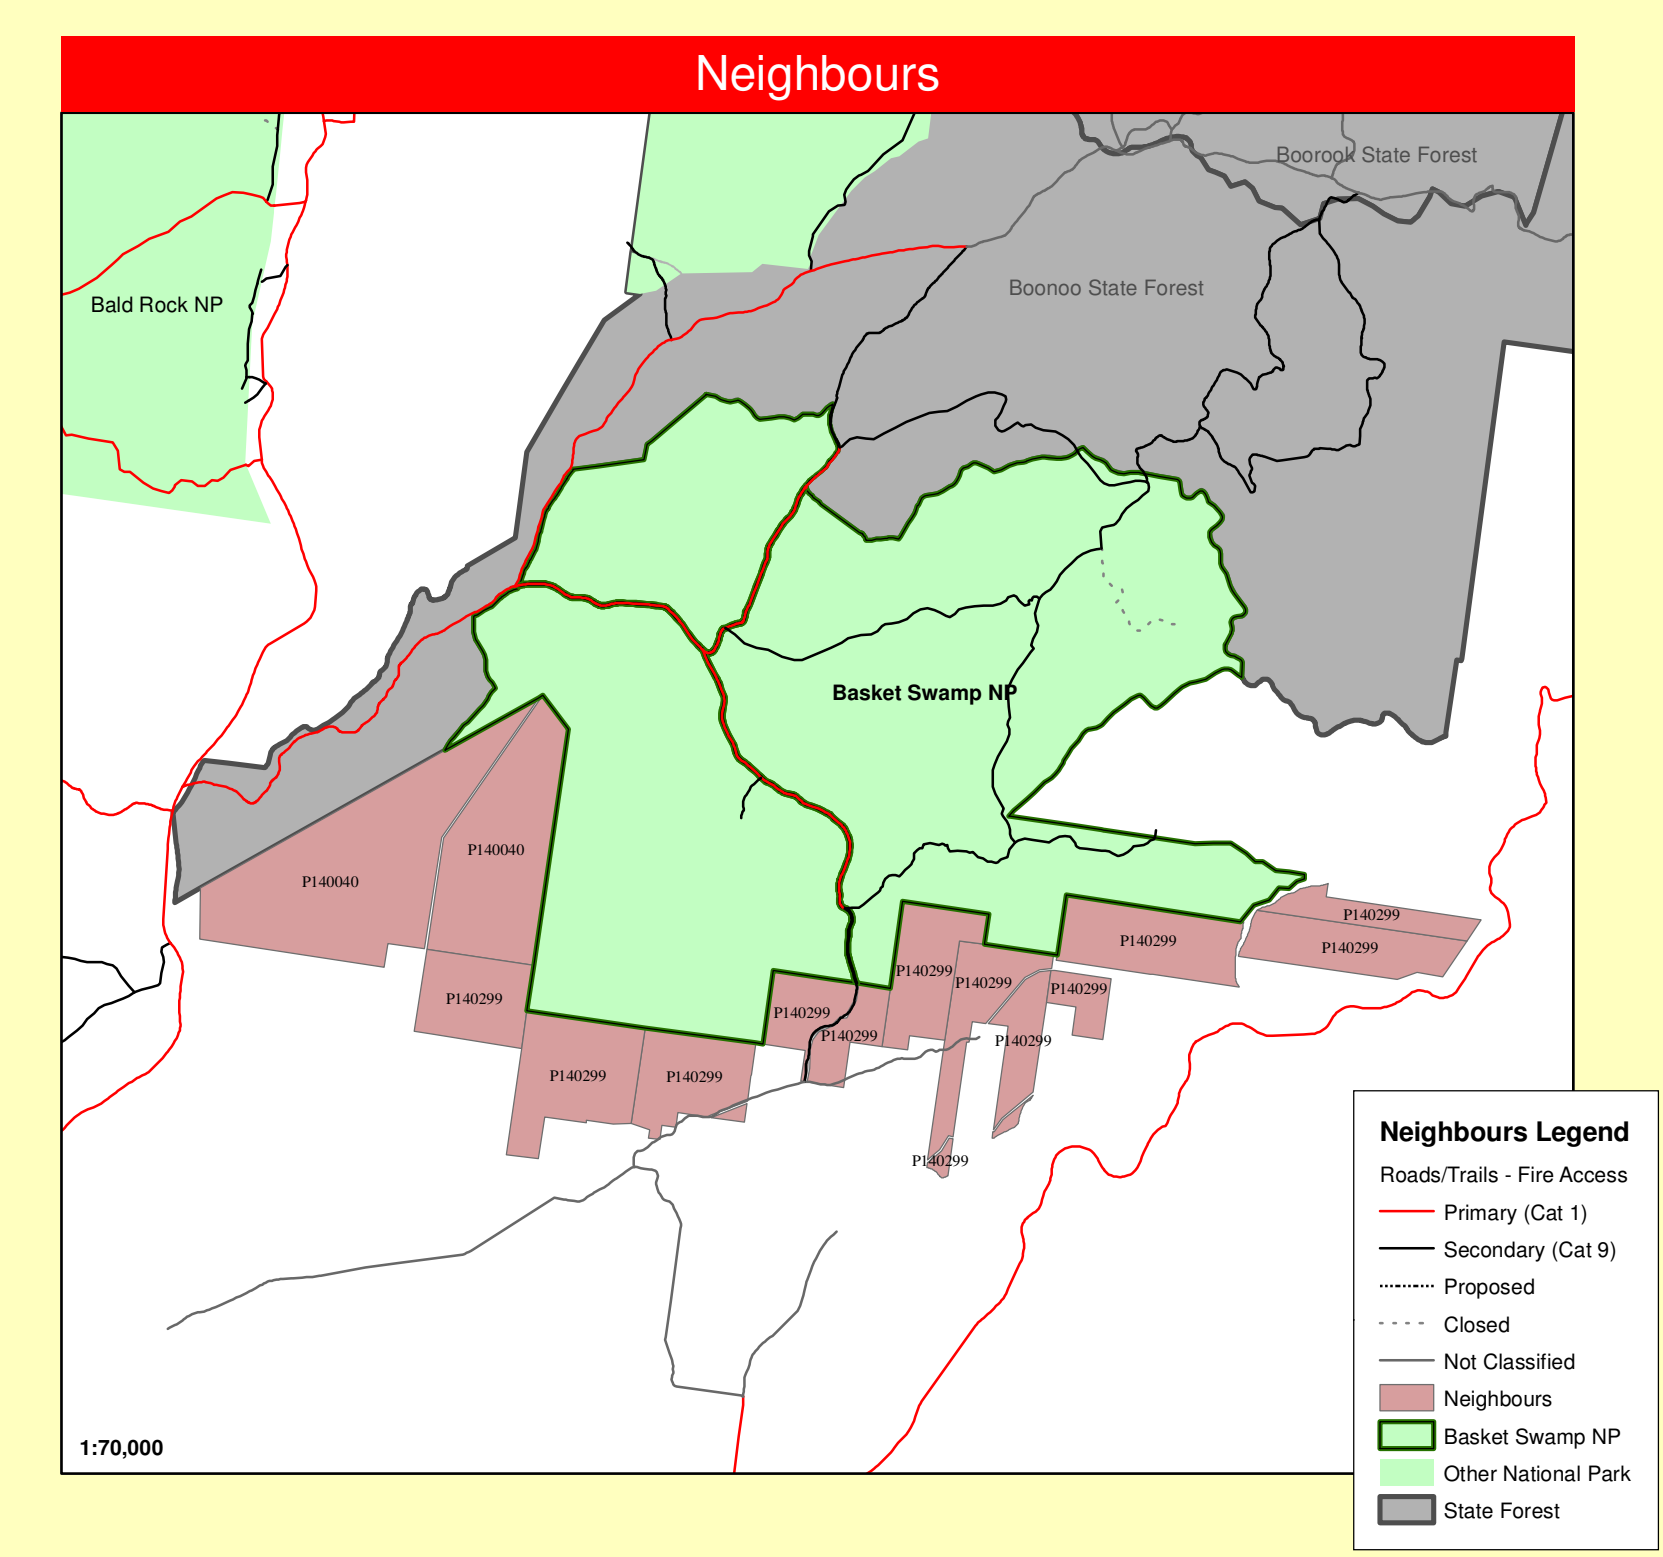 Neighbours
Boorook State Forest
Boonoo State Forest
Bald Rock NP
Basket Swamp NP
P140040
P140040
P140299
P140299
P140299
P140299
P140299
P140299
P140299
P140299
P140299
P140299
P140299
P140299
P140299
P140299
1:70,000
Neighbours Legend
Roads/Trails - Fire Access
Primary (Cat 1)
Secondary (Cat 9)
Proposed
Closed
Not Classified
Neighbours
Basket Swamp NP
Other National Park
State Forest